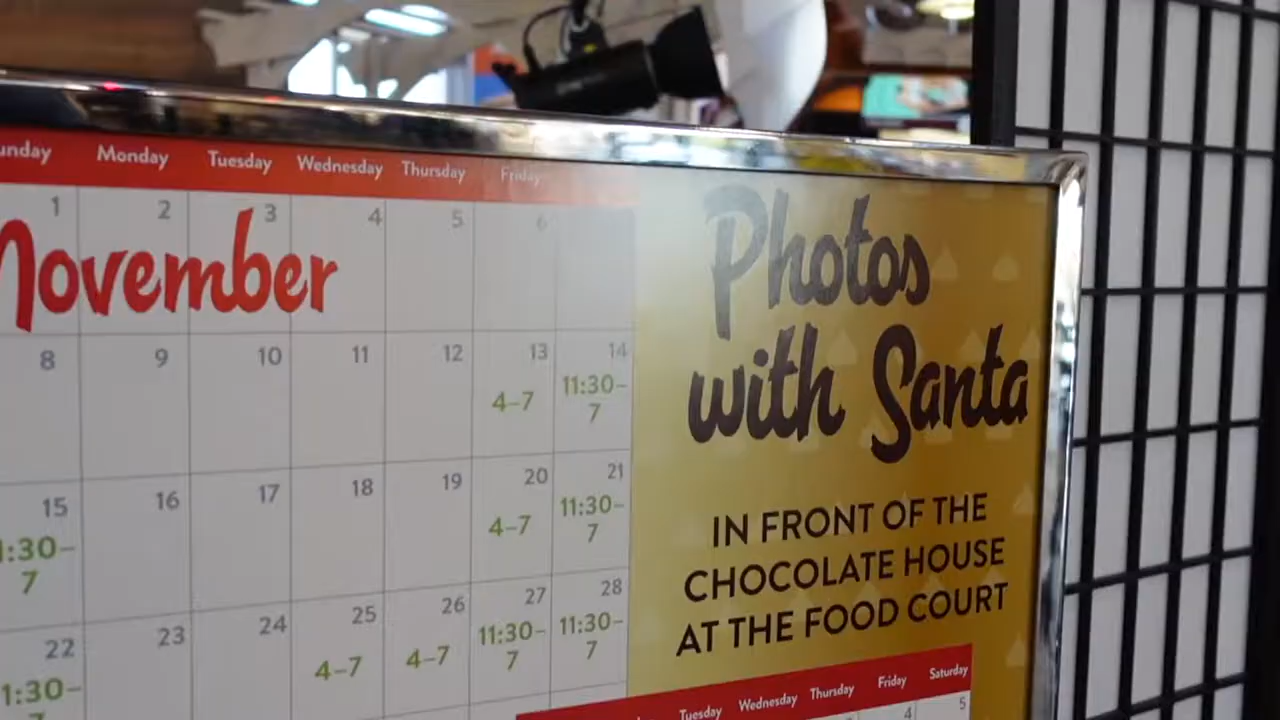 unday Monday Tuesday Wednesday Thursday Friday
1 2 3 4 5 6
November
8 9 10 11 12 13 14
4–7 11:30–
7
15 16 17 18 19 20 21
1:30– 4–7 11:30–
7 7
22 23 24 25 26 27 28
1:30– 4–7 4–7 11:30– 11:30–
7 7 7
Photos
with Santa
IN FRONT OF THE
CHOCOLATE HOUSE
AT THE FOOD COURT
Tuesday Wednesday Thursday Friday Saturday
4 5